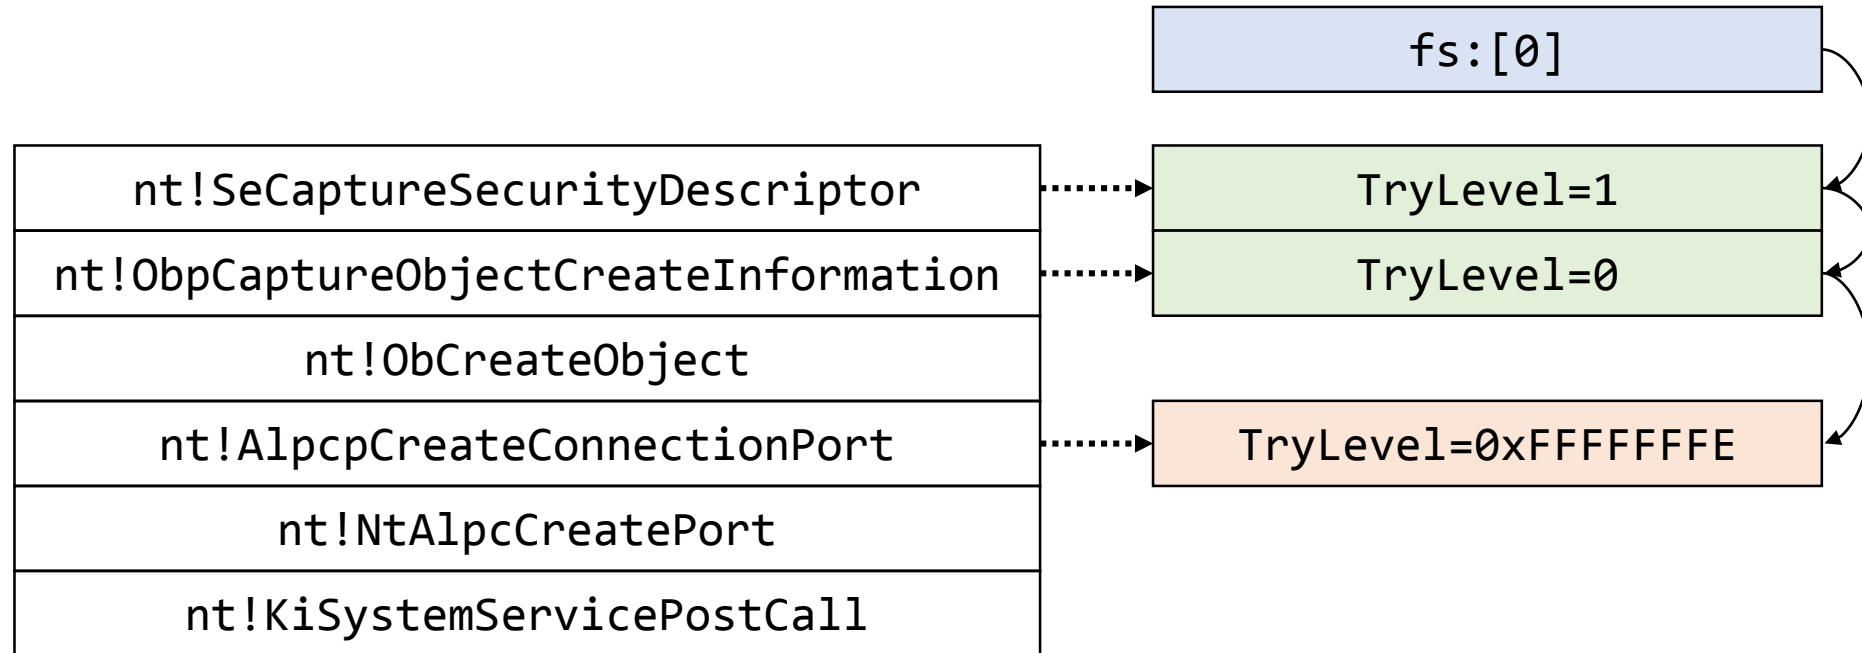 fs:[0]
nt!SeCaptureSecurityDescriptor
TryLevel=1
nt!ObpCaptureObjectCreateInformation
TryLevel=0
nt!ObCreateObject
nt!AlpcpCreateConnectionPort
TryLevel=0xFFFFFFFE
nt!NtAlpcCreatePort
nt!KiSystemServicePostCall